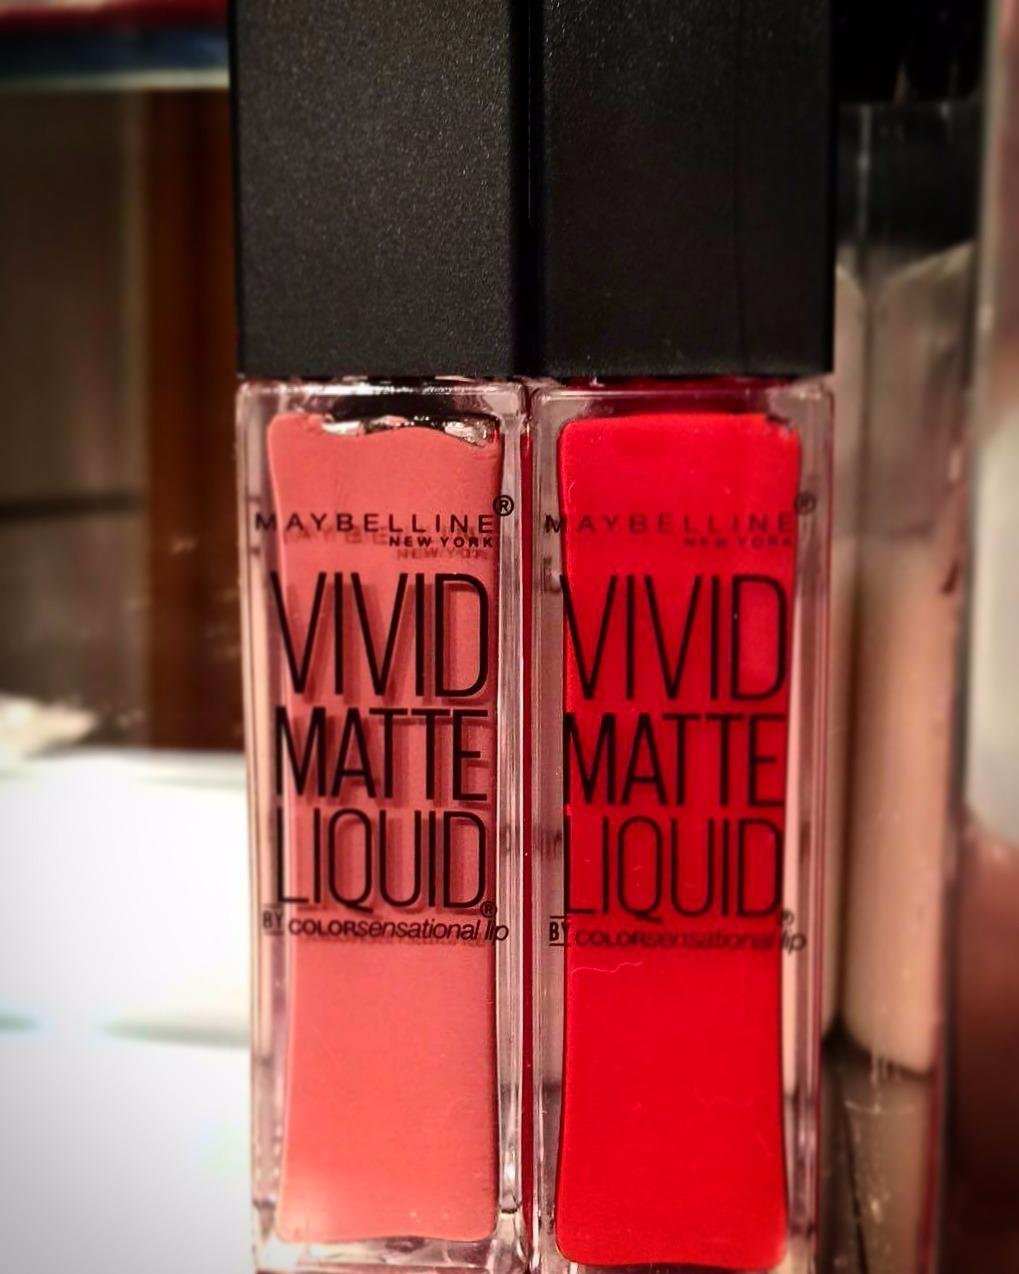 MAYBELLINE®
NEW YORK
VIVID
MATTE
LIQUID®
BY COLORsensational lip
MAYBELLINE®
NEW YORK
VIVID
MATTE
LIQUID®
BY COLORsensational lip